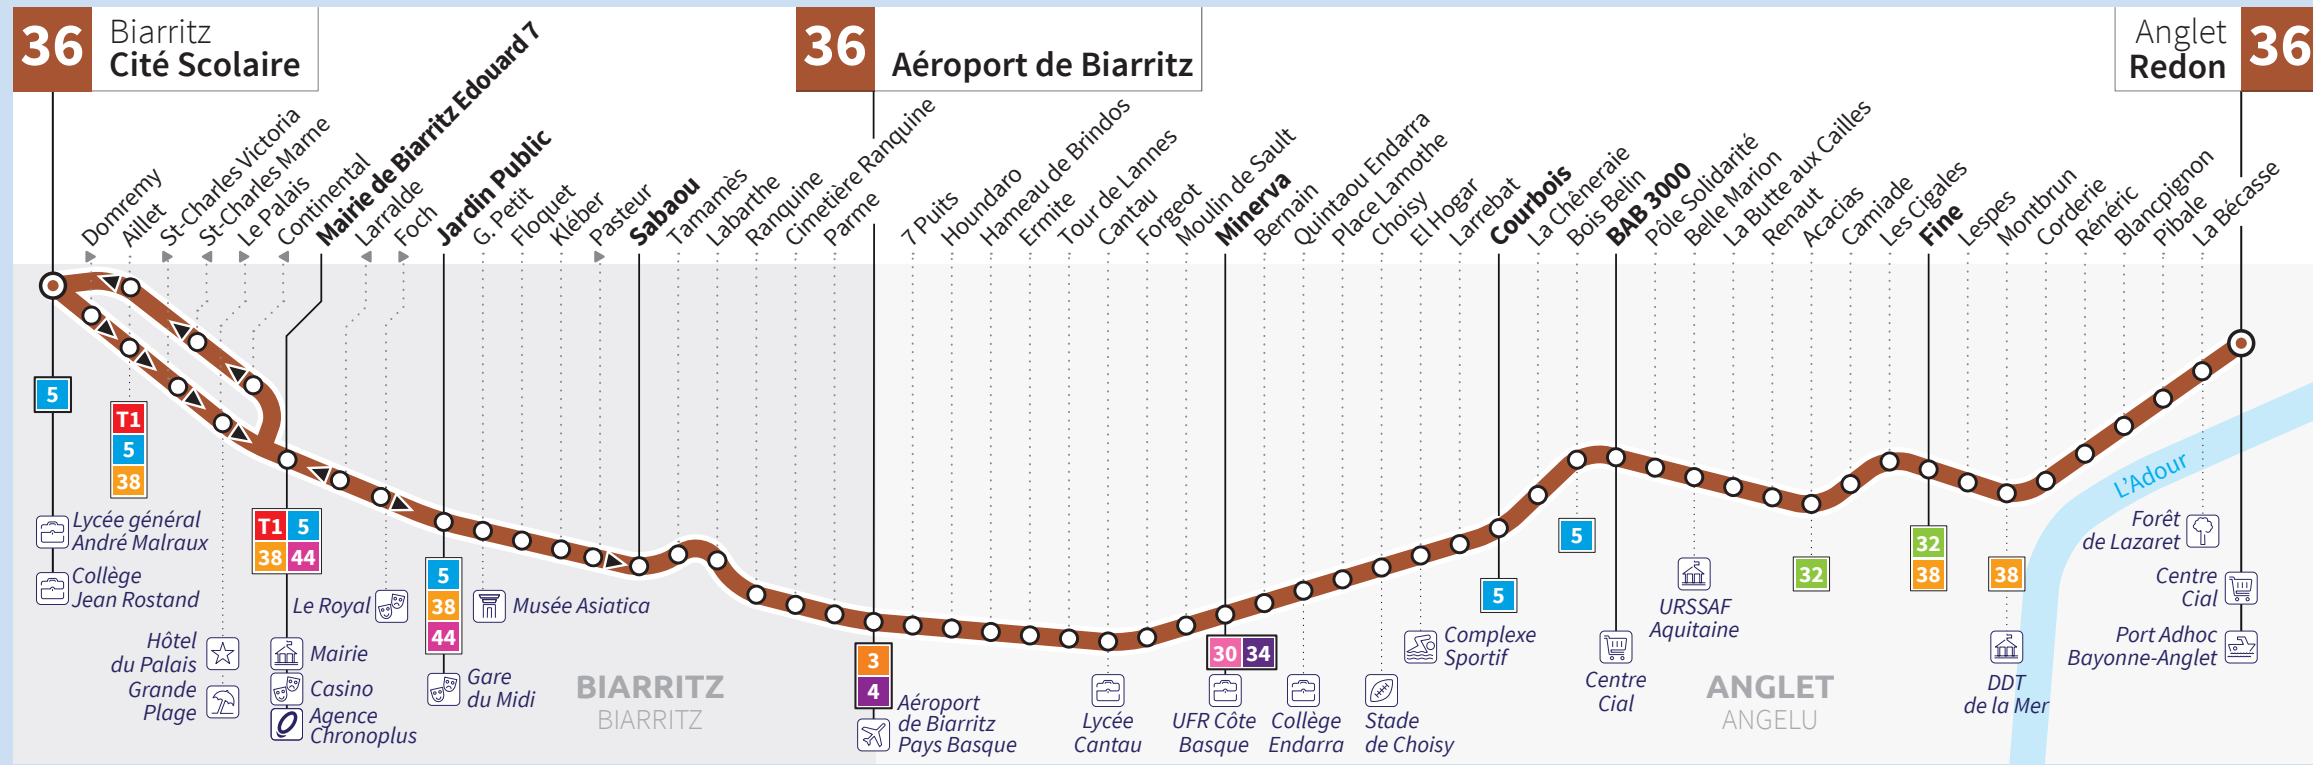 36
Biarritz
Cité Scolaire
36
Aéroport de Biarritz
Anglet
Redon
36
Domremy
Aillet
St-Charles Victoria
St-Charles Marne
Le Palais
Continental
Mairie de Biarritz Edouard 7
Larralde
Foch
Jardin Public
G. Petit
Floquet
Kléber
Pasteur
Sabaou
Tamamès
Labarthe
Ranquine
Cimetière Ranquine
Parme
7 Puits
Houndaro
Hameau de Brindos
Ermite
Tour de Lannes
Cantau
Forgeot
Moulin de Sault
Minerva
Bernain
Quintaou Endarra
Place Lamothe
Choisy
El Hogar
Larrebat
Courbois
La Chêneraie
Bois Belin
BAB 3000
Pôle Solidarité
Belle Marion
La Butte aux Cailles
Renaut
Acacias
Camiade
Les Cigales
Fine
Lespes
Montbrun
Corderie
Rénéric
Blancpignon
Pibale
La Bécasse
5
Lycée général
André Malraux
Collège
Jean Rostand
T1
5
38
Hôtel
du Palais
Grande
Plage
T1 5
38 44
Mairie
Casino
Agence
Chronoplus
Le Royal
5
38
44
Gare
du Midi
Musée Asiatica
BIARRITZ
BIARRITZ
3
4
Aéroport
de Biarritz
Pays Basque
Lycée
Cantau
30 34
UFR Côte
Basque
Collège
Endarra
Stade
de Choisy
Complexe
Sportif
5
5
Centre
Cial
URSSAF
Aquitaine
ANGLET
ANGELU
32
32
38
38
DDT
de la Mer
L'Adour
Forêt
de Lazaret
Centre
Cial
Port Adhoc
Bayonne-Anglet